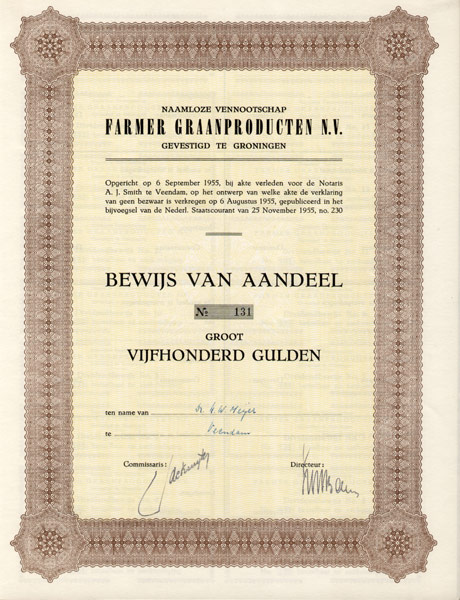 NAAMLOZE VENNOOTSCHAP
FARMER GRAANPRODUCTEN N.V.
GEVESTIGD TE GRONINGEN
Opgericht op 6 September 1955, bij akte verleden voor de Notaris
A. J. Smith te Veendam, op het ontwerp van welke akte de verklaring
van geen bezwaar is verkregen op 6 Augustus 1955, gepubliceerd in het
bijvoegsel van de Nederl. Staatscourant van 25 November 1955, no. 230
BEWIJS VAN AANDEEL
№ 131
GROOT
VIJFHONDERD GULDEN
ten name van
te Veendam
Commissaris: Directeur: